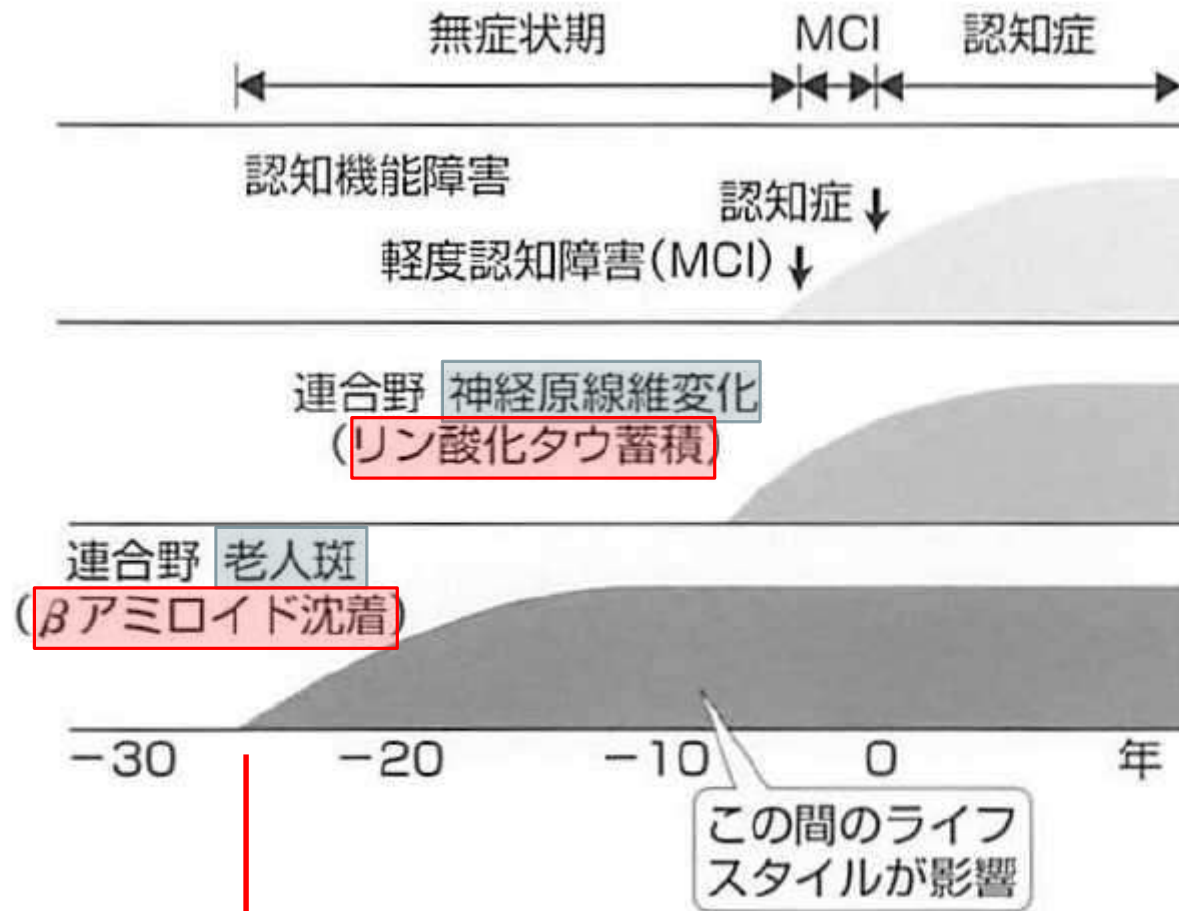 無症状期 MCI 認知症
認知機能障害
認知症
軽度認知障害(MCI)
連合野 神経原線維変化
(リン酸化タウ蓄積)
連合野 老人斑
(βアミロイド沈着)
-30 -20 -10 0 年
この間のライフ
スタイルが影響